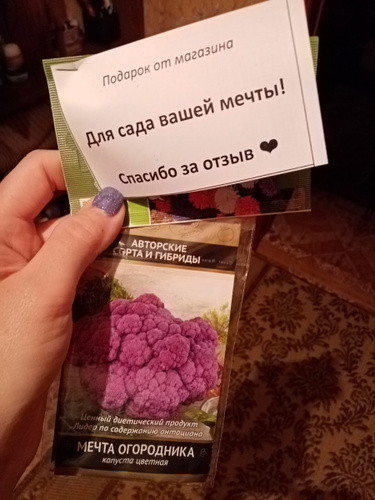 Подарок от магазина
Для сада вашей мечты!
Спасибо за отзыв ❤
АВТОРСКИЕ
СОРТА И ГИБРИДЫ
Ценный диетический продукт
Лидер по содержанию антоциана
МЕЧТА ОГОРОДНИКА
капуста цветная